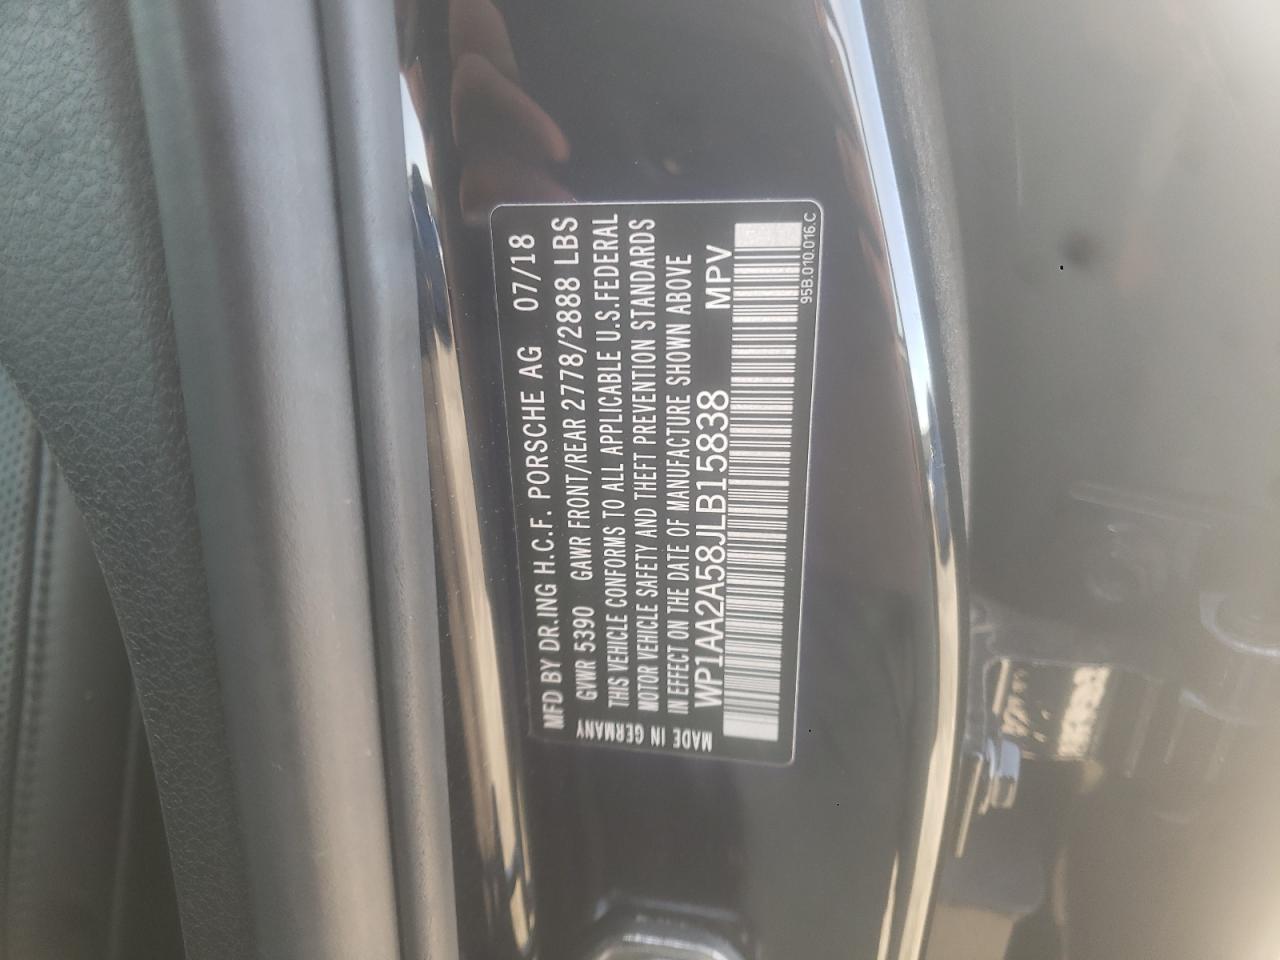 MFD BY DR.ING H.C.F. PORSCHE AG 07/18
GVWR 5390 GAWR FRONT/REAR 2778/2888 LBS
THIS VEHICLE CONFORMS TO ALL APPLICABLE U.S.FEDERAL
MOTOR VEHICLE SAFETY AND THEFT PREVENTION STANDARDS
IN EFFECT ON THE DATE OF MANUFACTURE SHOWN ABOVE
WP1AA2A58JLB15838 MPV
MADE IN GERMANY
95B.010.016.C